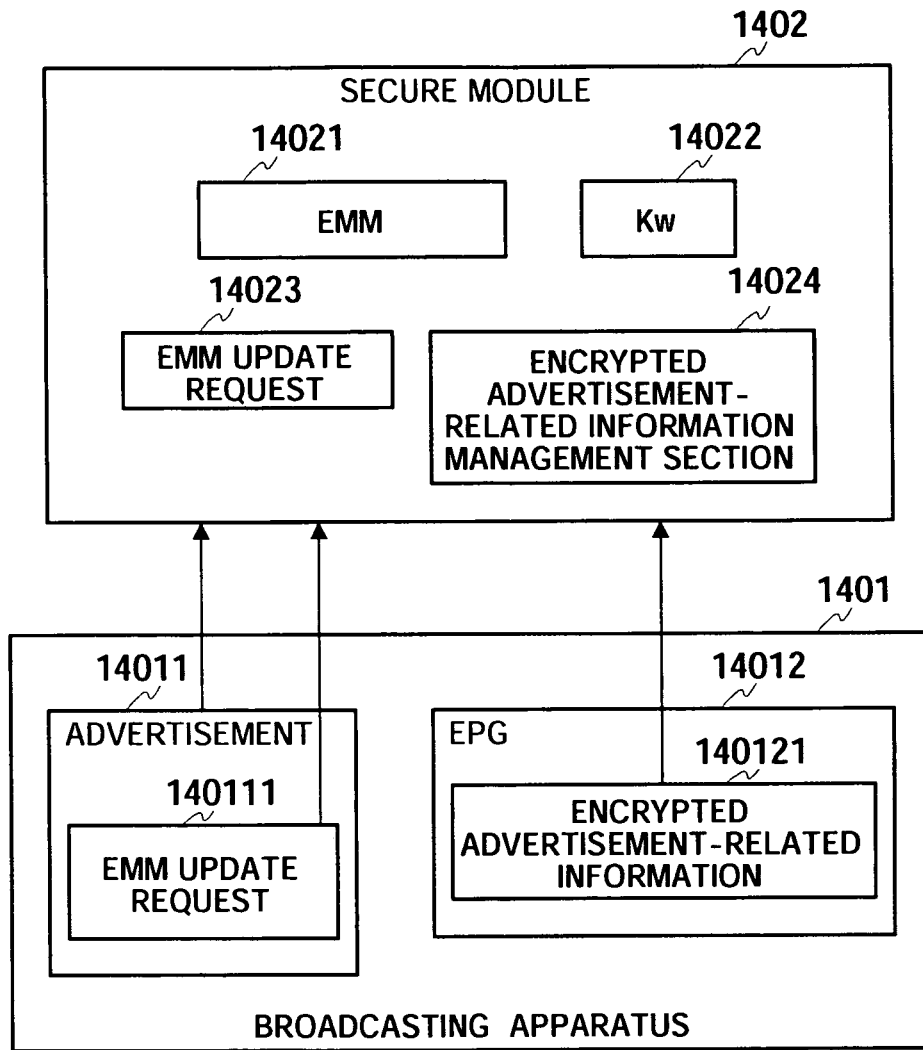 1402
SECURE MODULE
14021
14022
EMM
Kw
14023
14024
EMM UPDATE
REQUEST
ENCRYPTED
ADVERTISEMENT-
RELATED INFORMATION
MANAGEMENT SECTION
1401
14011
14012
ADVERTISEMENT
EPG
140111
140121
EMM UPDATE
REQUEST
ENCRYPTED
ADVERTISEMENT-RELATED
INFORMATION
BROADCASTING APPARATUS